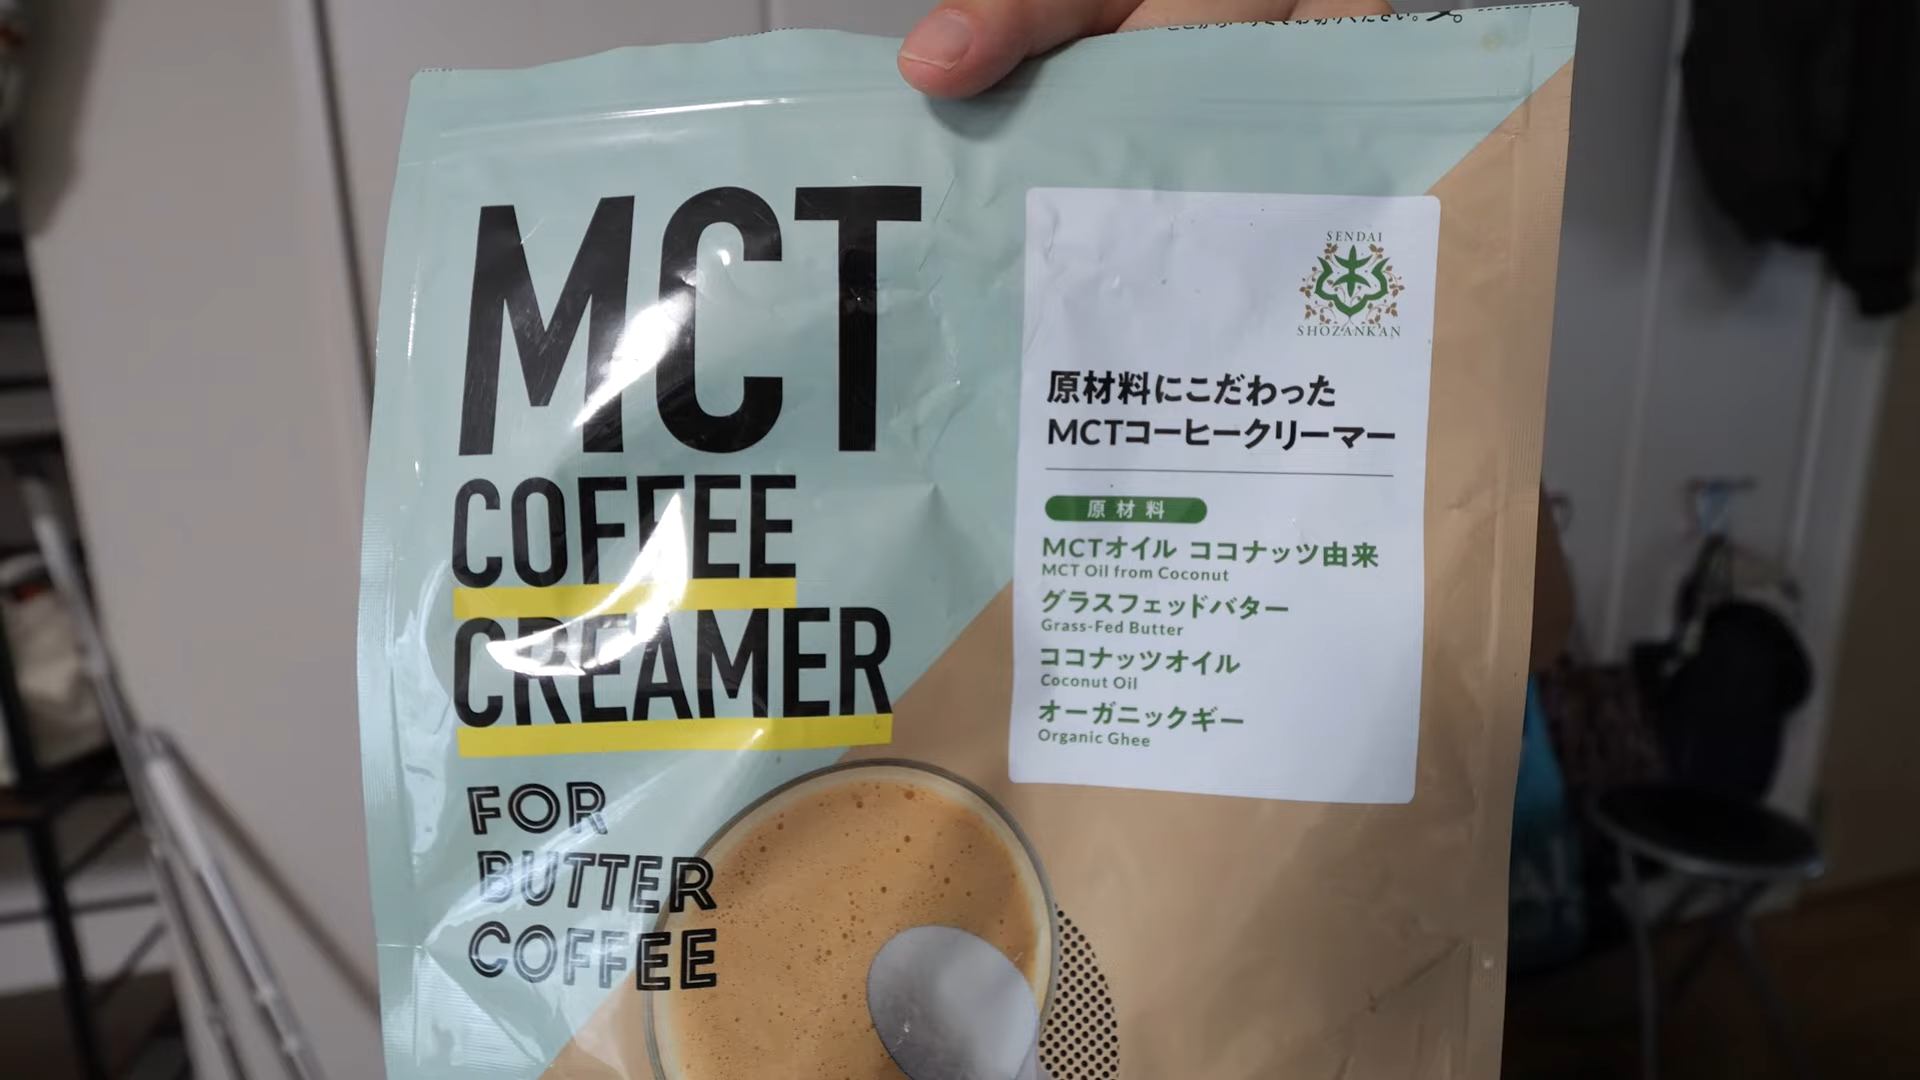 MCT
COFFEE
CREAMER
FOR
BUTTER
COFFEE
SENDAI
SHOZANKAN
原材料にこだわった
MCTコーヒークリーマー
原材料
MCTオイル ココナッツ由来
MCT Oil from Coconut
グラスフェッドバター
Grass-Fed Butter
ココナッツオイル
Coconut Oil
オーガニックギー
Organic Ghee